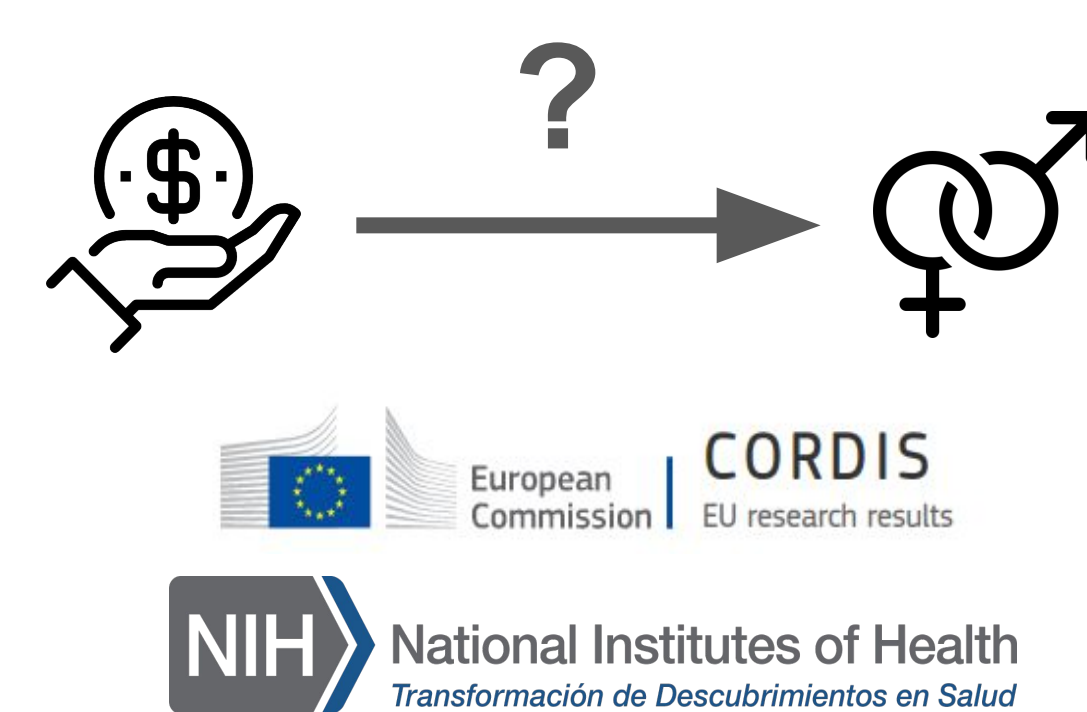 ?
$
European
Commission
CORDIS
EU research results
NIH
National Institutes of Health
Transformación de Descubrimientos en Salud